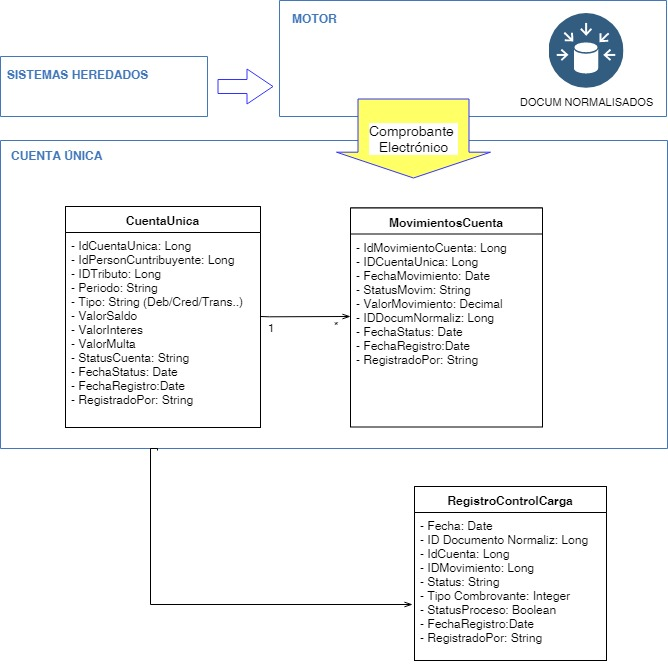 MOTOR
SISTEMAS HEREDADOS
DOCUM NORMALISADOS
Comprobante
Electrónico
CUENTA ÚNICA
CuentaUnica
- IdCuentaUnica: Long
- IdPersonCuntribuyente: Long
- IDTributo: Long
- Periodo: String
- Tipo: String (Deb/Cred/Trans..)
- ValorSaldo
- ValorInteres
- ValorMulta
- StatusCuenta: String
- FechaStatus: Date
- FechaRegistro:Date
- RegistradoPor: String
1
*
MovimientosCuenta
- IdMovimientoCuenta: Long
- IDCuentaUnica: Long
- FechaMovimiento: Date
- StatusMovim: String
- ValorMovimiento: Decimal
- IDDocumNormaliz: Long
- FechaStatus: Date
- FechaRegistro:Date
- RegistradoPor: String
RegistroControlCarga
- Fecha: Date
- ID Documento Normaliz: Long
- IdCuenta: Long
- IDMovimiento: Long
- Status: String
- Tipo Combrovante: Integer
- StatusProceso: Boolean
- FechaRegistro:Date
- RegistradoPor: String